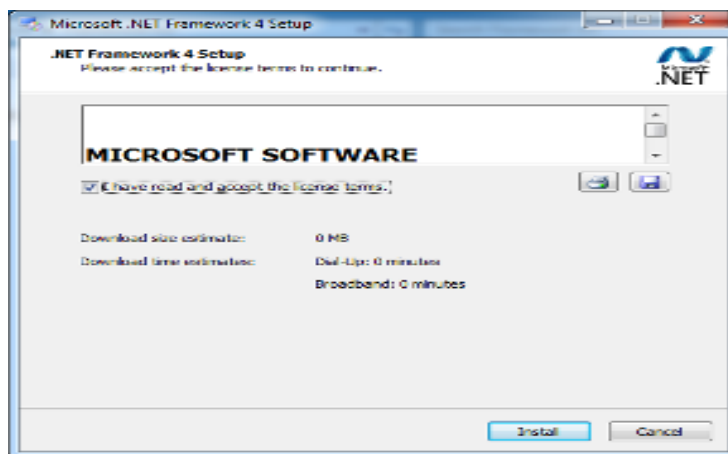 Microsoft .NET Framework 4 Setup
.NET Framework 4 Setup
Please accept the license terms to continue.
Microsoft
.NET
MICROSOFT SOFTWARE
I have read and accept the license terms.
Download size estimate: 0 MB
Download time estimates: Dial-Up: 0 minutes
Broadband: 0 minutes
Install Cancel